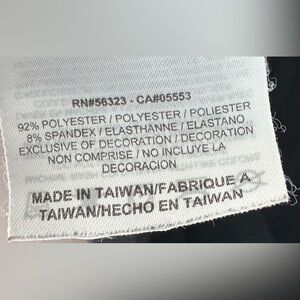 RN#56323 - CA#05553
92% POLYESTER / POLYESTER / POLIESTER
8% SPANDEX / ELASTHANNE / ELASTANO
EXCLUSIVE OF DECORATION / DECORATION
NON COMPRISE / NO INCLUYE LA
DECORACION
MADE IN TAIWAN/FABRIQUE A
TAIWAN/HECHO EN TAIWAN